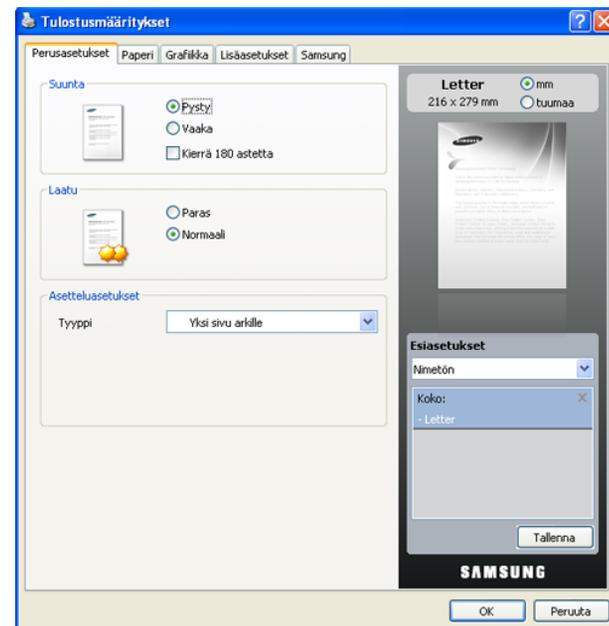 Tulostusmääritykset
Perusasetukset Paperi Grafiikka Lisäasetukset Samsung
Suunta
Pysty
Vaaka
Kierrä 180 astetta
Laatu
Paras
Normaali
Asetteluasetukset
Tyyppi Yksi sivu arkille
Letter mm
216 x 279 mm tuumaa
Esiasetukset
Nimetön
Koko:
- Letter
Tallenna
SAMSUNG
OK Peruuta